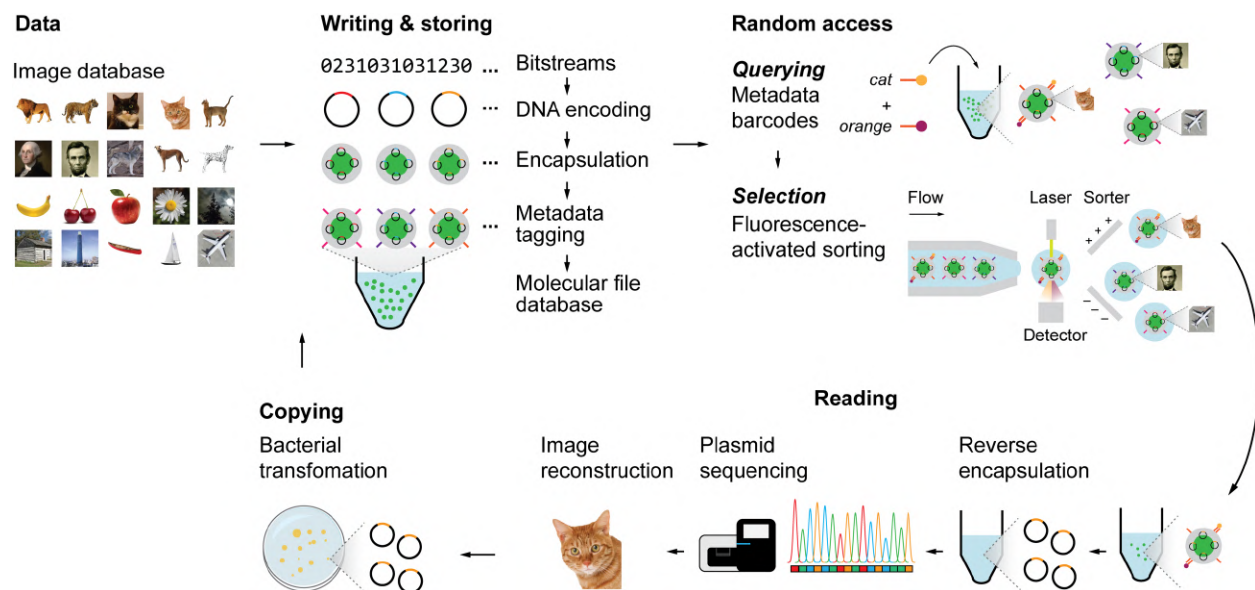 Data
Image database
Writing & storing
0231031031230 ...
Bitstreams
... DNA encoding
... Encapsulation
... Metadata
tagging
Molecular file
database
Random access
Querying
Metadata
barcodes
cat
+
orange
Selection
Fluorescence-
activated sorting
Flow
Laser
Sorter
+ + +
− − −
Detector
Reading
Reverse
encapsulation
Plasmid
sequencing
Image
reconstruction
Copying
Bacterial
transfomation